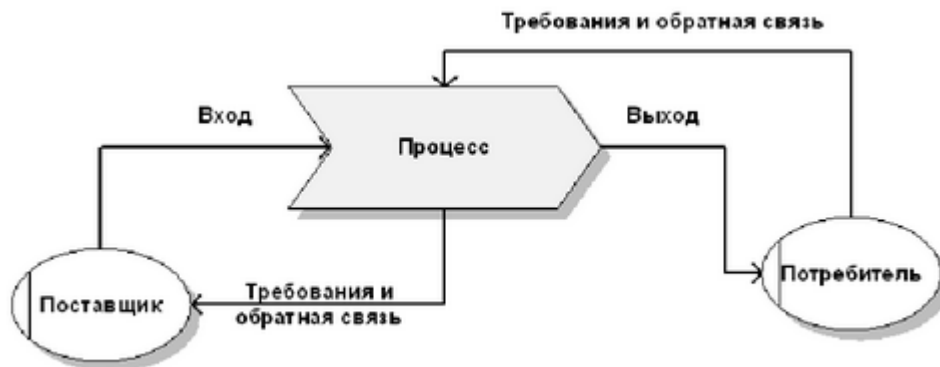 Требования и обратная связь
Вход
Процесс
Выход
Поставщик
Требования и
обратная связь
Потребитель